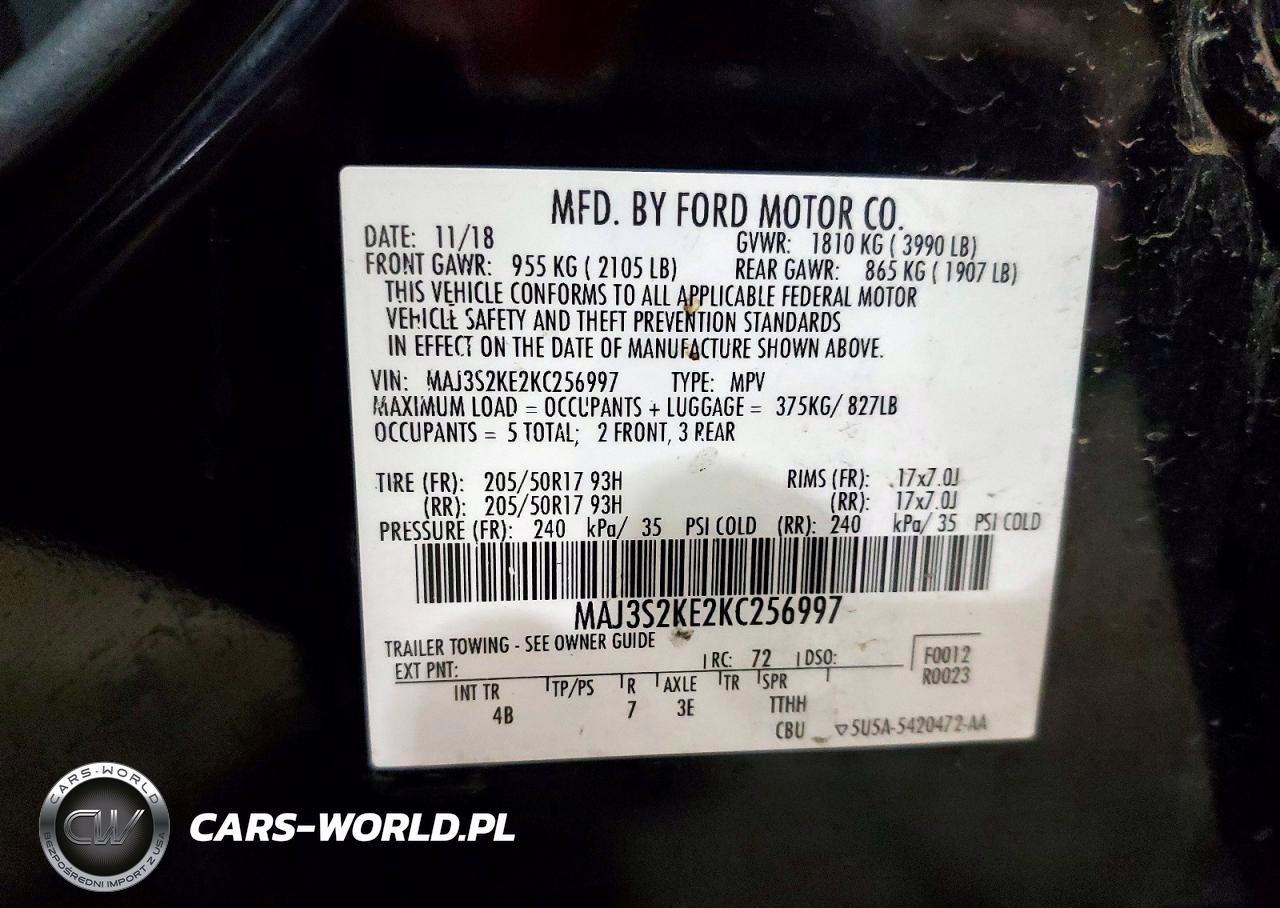 MFD. BY FORD MOTOR CO.
DATE: 11/18 GVWR: 1810 KG ( 3990 LB)
FRONT GAWR: 955 KG ( 2105 LB) REAR GAWR: 865 KG ( 1907 LB)
THIS VEHICLE CONFORMS TO ALL APPLICABLE FEDERAL MOTOR
VEHICLE SAFETY AND THEFT PREVENTION STANDARDS
IN EFFECT ON THE DATE OF MANUFACTURE SHOWN ABOVE.
VIN: MAJ3S2KE2KC256997 TYPE: MPV
MAXIMUM LOAD = OCCUPANTS + LUGGAGE = 375KG/ 827LB
OCCUPANTS = 5 TOTAL; 2 FRONT, 3 REAR
TIRE (FR): 205/50R17 93H RIMS (FR): 17x7.0J
(RR): 205/50R17 93H (RR): 17x7.0J
PRESSURE (FR): 240 kPa/ 35 PSI COLD (RR): 240 kPa/ 35 PSI COLD
MAJ3S2KE2KC256997
TRAILER TOWING - SEE OWNER GUIDE
EXT PNT: RC: 72 DSO: F0012
R0023
INT TR TP/PS R AXLE TR SPR
4B 7 3E TTHH
CBU 5U5A-5420472-AA
CARS-WORLD
CW
BEZPOŚREDNI IMPORT Z USA
CARS-WORLD.PL